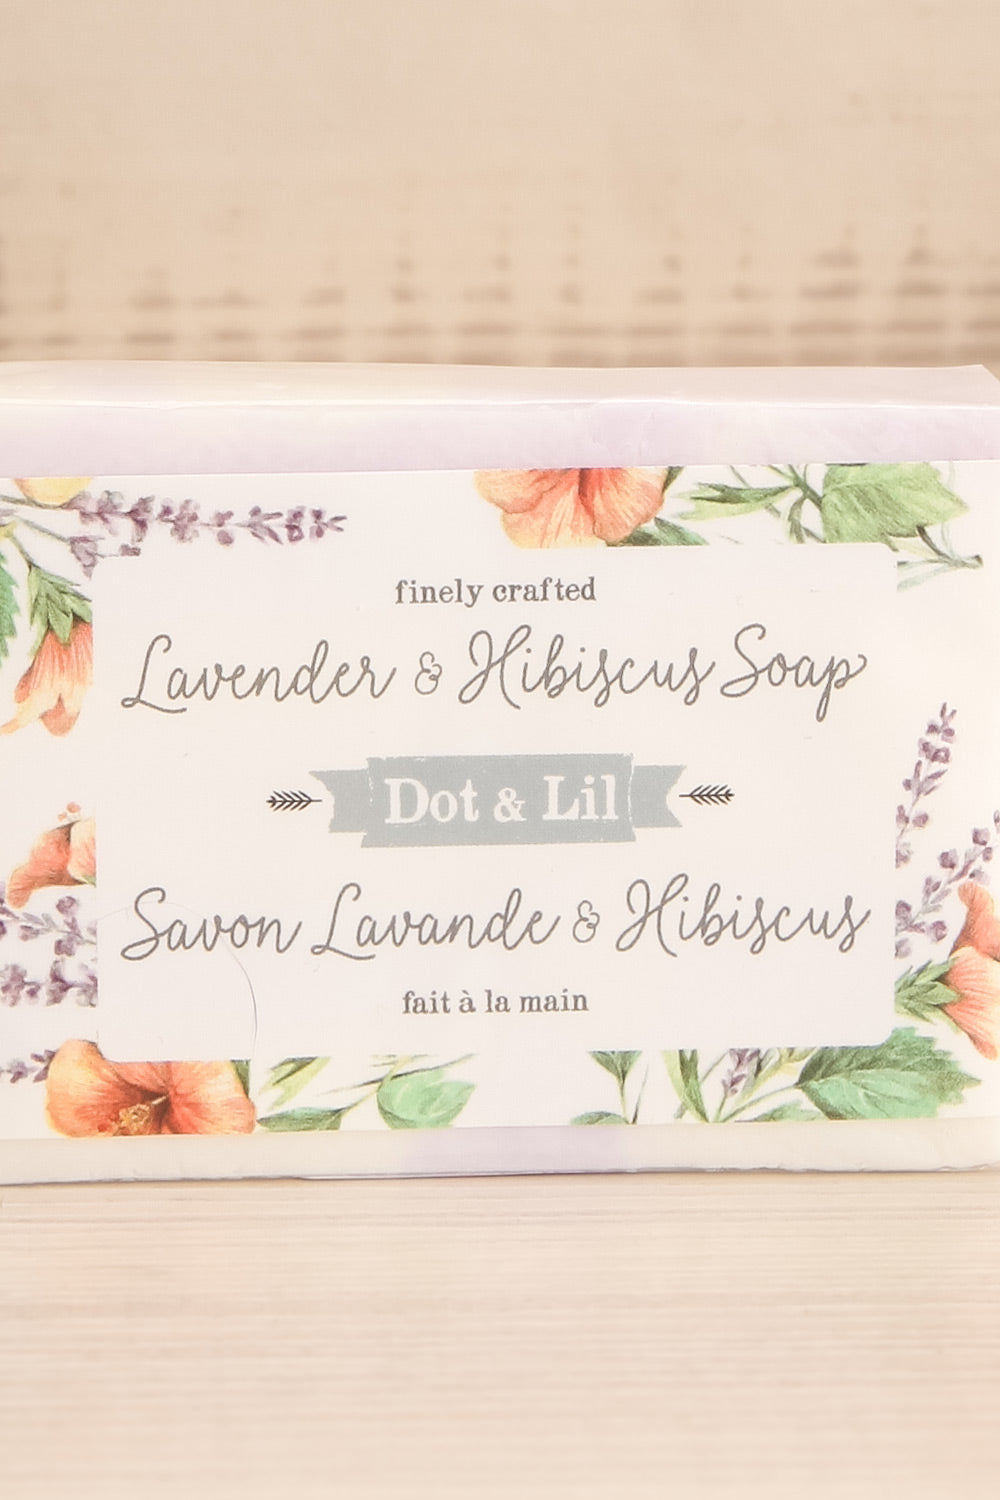 finely crafted
Lavender & Hibiscus Soap
Dot & Lil
Savon Lavande & Hibiscus
fait à la main